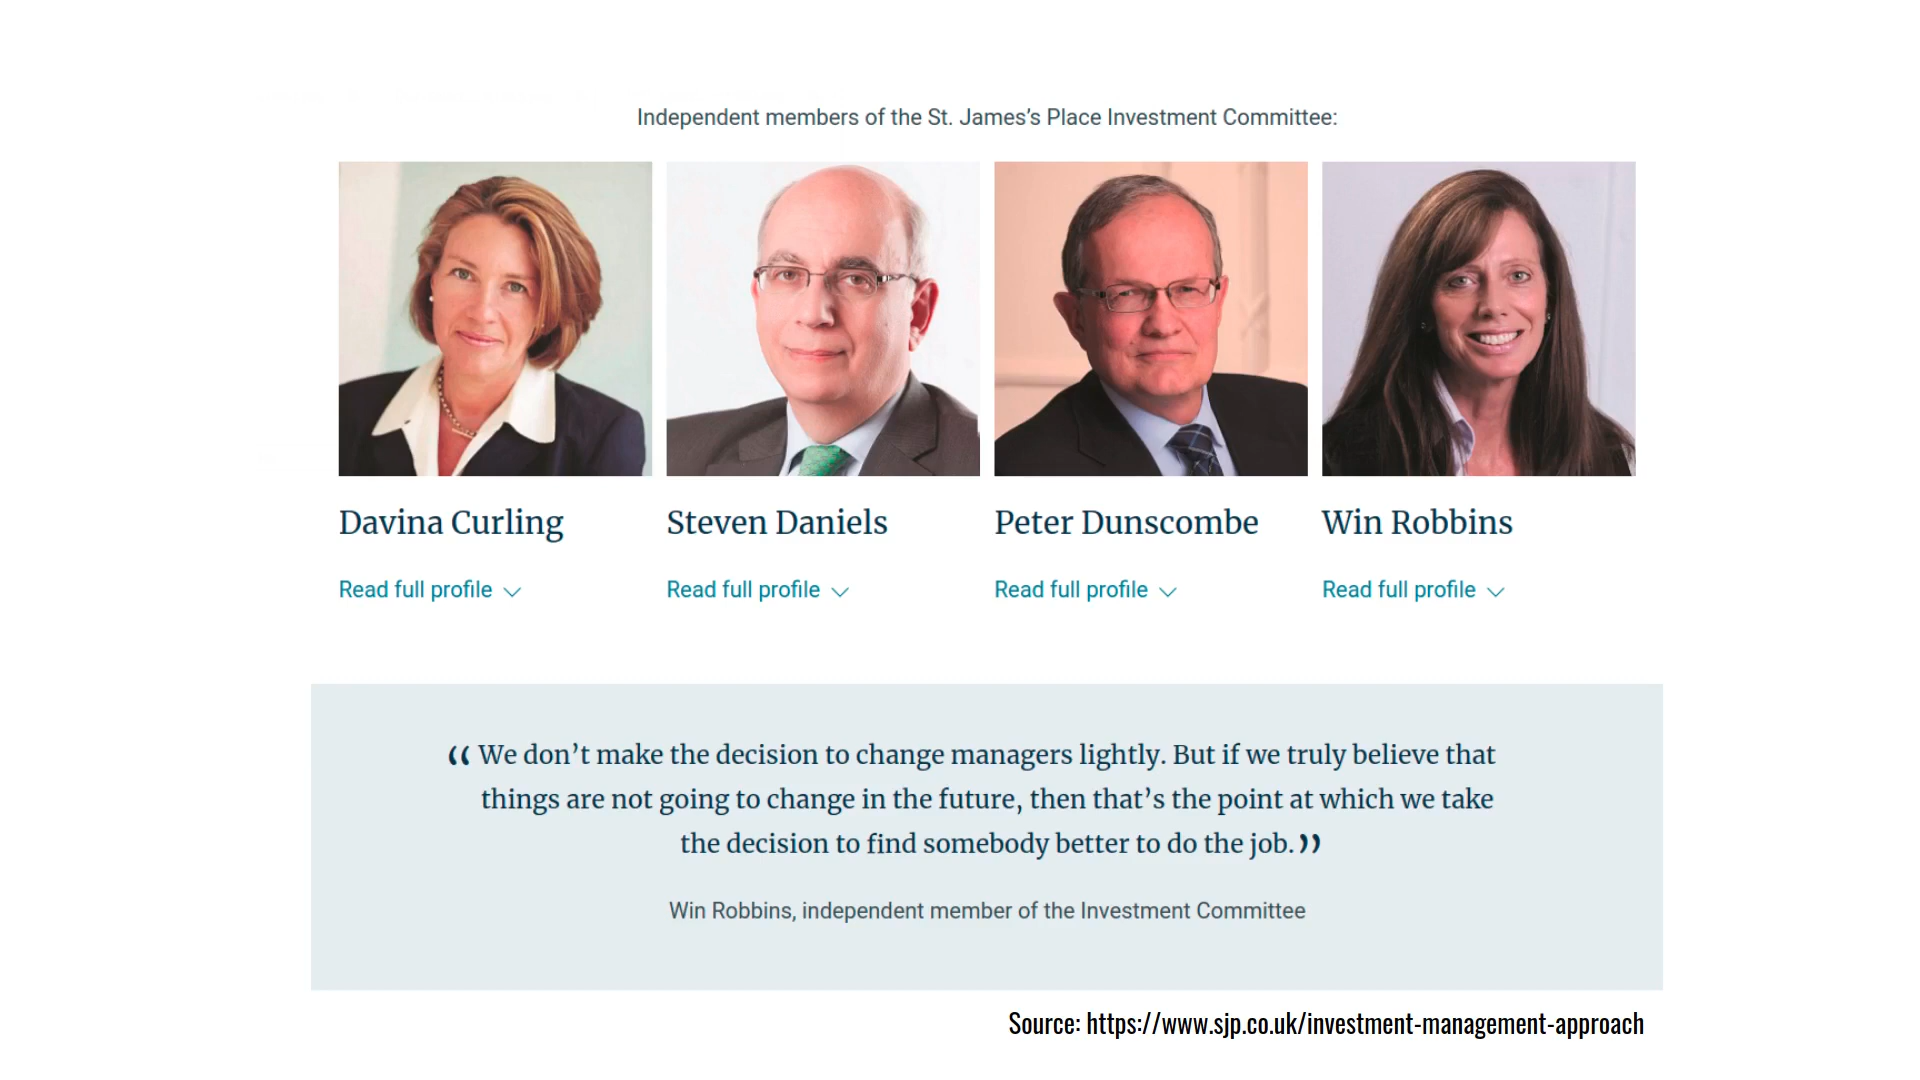 Independent members of the St. James’s Place Investment Committee:
Davina Curling
Steven Daniels
Peter Dunscombe
Win Robbins
Read full profile
Read full profile
Read full profile
Read full profile
“ We don’t make the decision to change managers lightly. But if we truly believe that
things are not going to change in the future, then that’s the point at which we take
the decision to find somebody better to do the job.”
Win Robbins, independent member of the Investment Committee
Source: https://www.sjp.co.uk/investment-management-approach